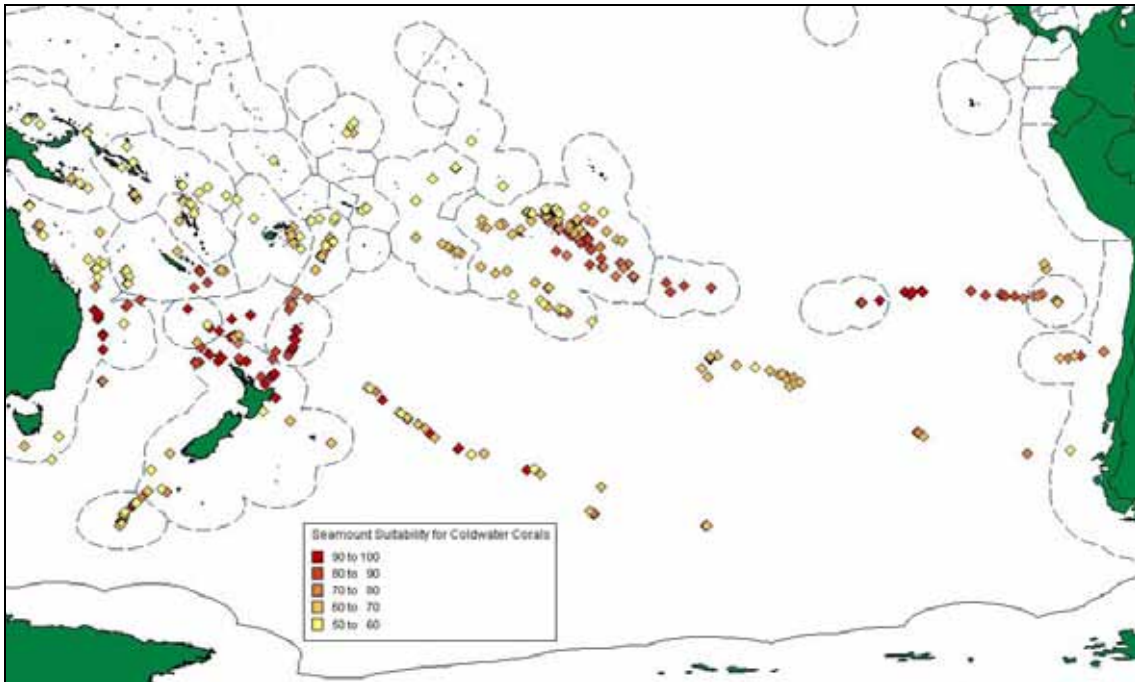 Seamount Suitability for Coldwater Corals
90 to 100
80 to 90
70 to 80
60 to 70
50 to 60